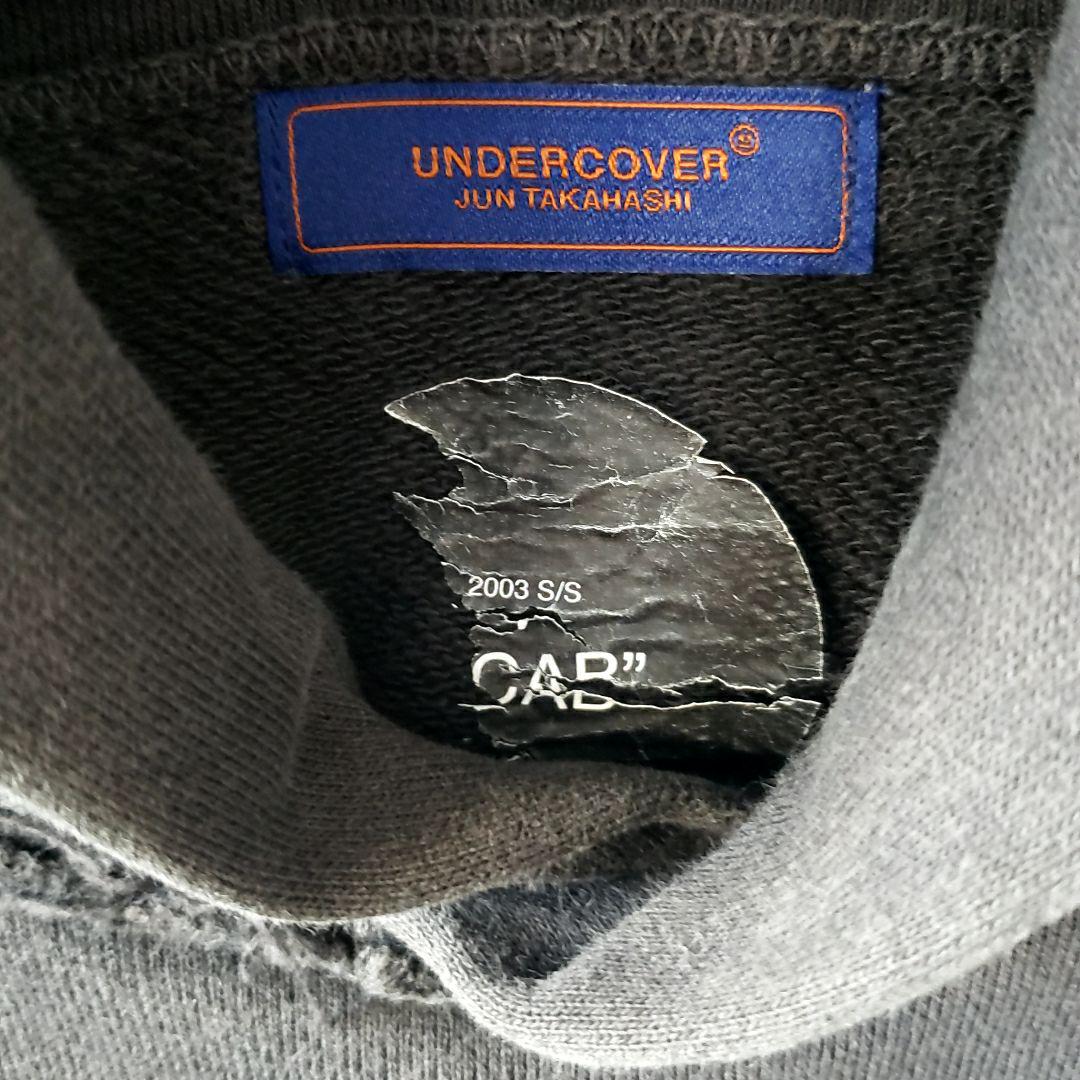 UNDERCOVER
JUN TAKAHASHI
2003 S/S
CAB”